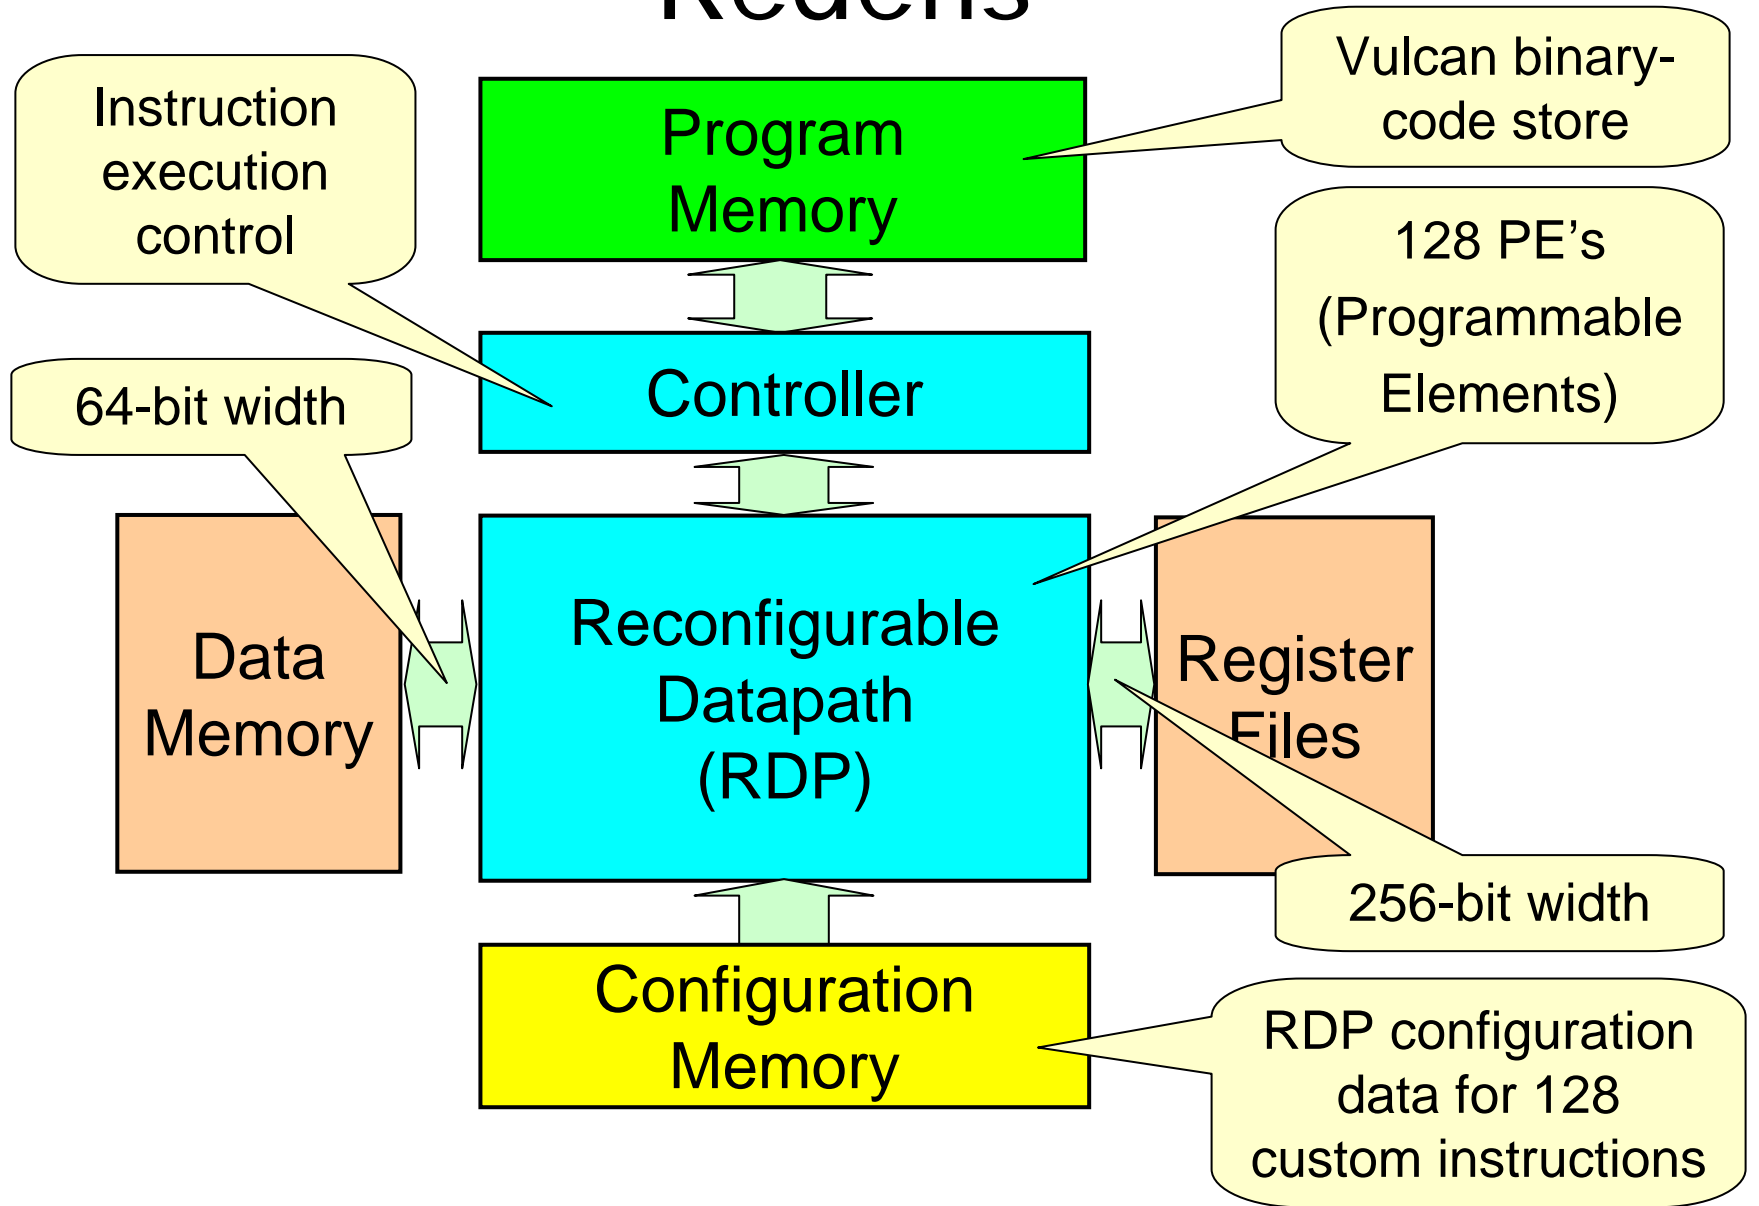 Redefis
Instruction
execution
control
Program
Memory
Vulcan binary-
code store
128 PE's
(Programmable
Elements)
64-bit width
Controller
Data
Memory
Reconfigurable
Datapath
(RDP)
Register
Files
256-bit width
Configuration
Memory
RDP configuration
data for 128
custom instructions